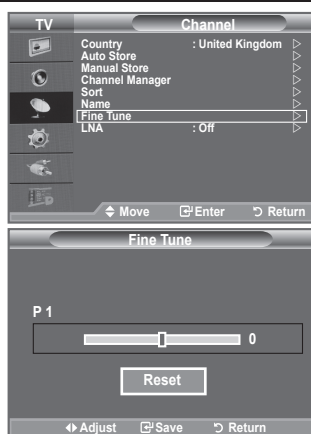 TV Channel
Country : United Kingdom
Auto Store
Manual Store
Channel Manager
Sort
Name
Fine Tune
LNA : Off
Move Enter Return
Fine Tune
P 1
0
Reset
Adjust Save Return